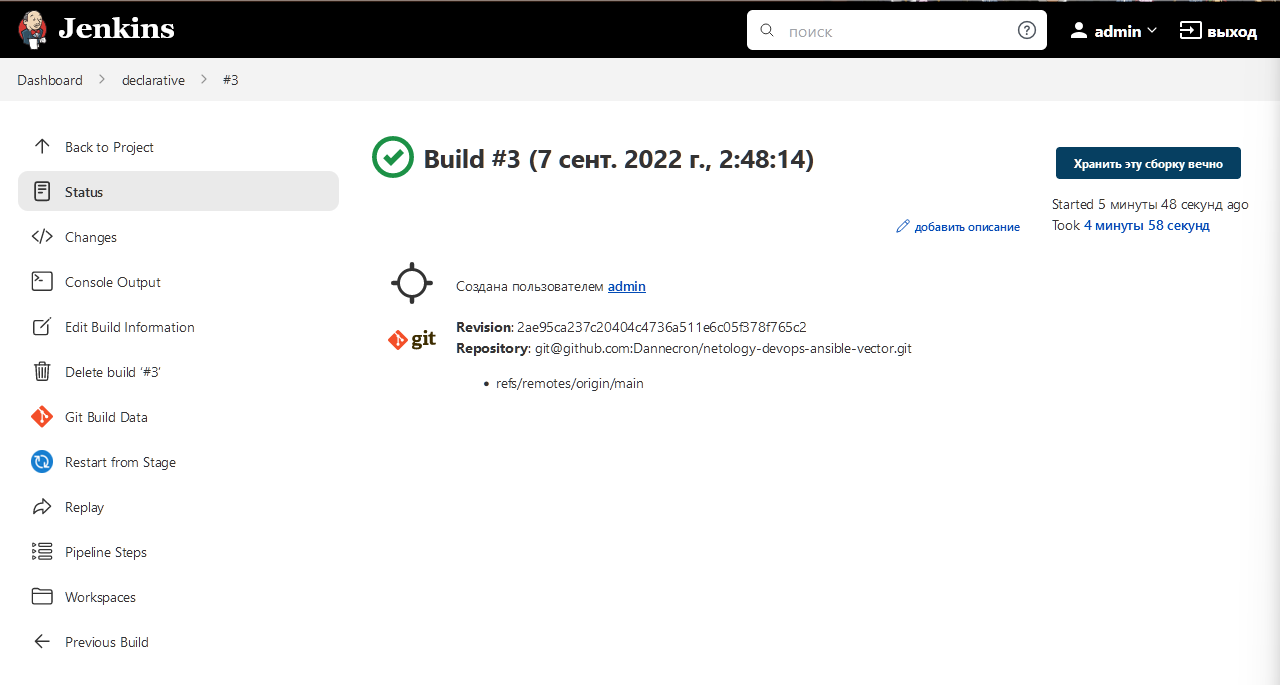 Jenkins
поиск
admin
выход
Dashboard
declarative
#3
Back to Project
Status
Changes
Console Output
Edit Build Information
Delete build ‘#3’
Git Build Data
Restart from Stage
Replay
Pipeline Steps
Workspaces
Previous Build
Build #3 (7 сент. 2022 г., 2:48:14)
Хранить эту сборку вечно
Started 5 минуты 48 секунд ago
Took 4 минуты 58 секунд
добавить описание
Создана пользователем admin
git
Revision: 2ae95ca237c20404c4736a511e6c05f378f765c2
Repository: git@github.com:Dannecron/netology-devops-ansible-vector.git
• refs/remotes/origin/main